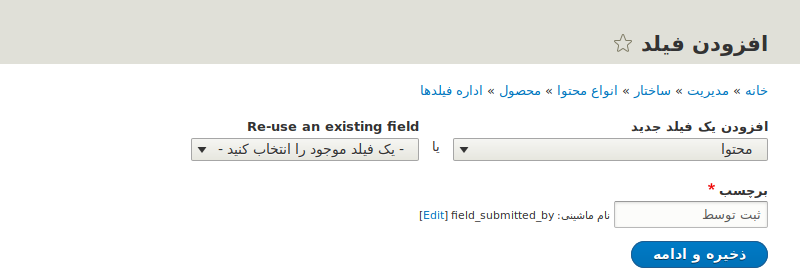 افزودن فیلد
خانه » مدیریت » ساختار » انواع محتوا » محصول » اداره فیلدها
افزودن یک فیلد جدید
Re-use an existing field
محتوا
یا
- یک فیلد موجود را انتخاب کنید -
برچسب *
ثبت توسط
نام ماشینی: field_submitted_by [Edit]
ذخیره و ادامه